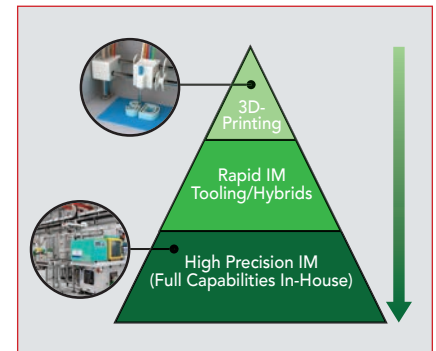 3D-
Printing
Rapid IM
Tooling/Hybrids
High Precision IM
(Full Capabilities In-House)